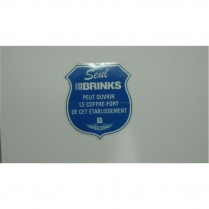 Seul
BRINKS
PEUT OUVRIR
LE COFFRE-FORT
DE CET ÉTABLISSEMENT